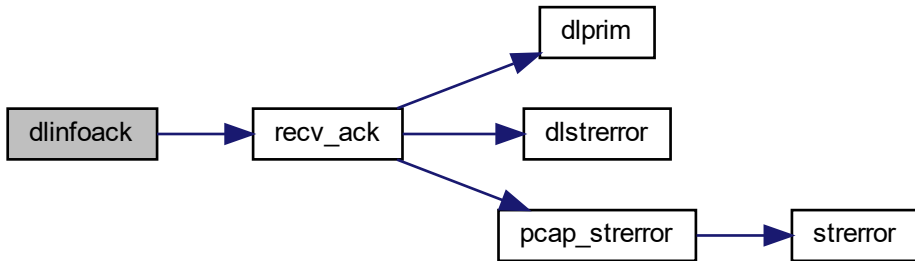 dlprim
dlinfoack
recv_ack
dlstrerror
pcap_strerror
strerror